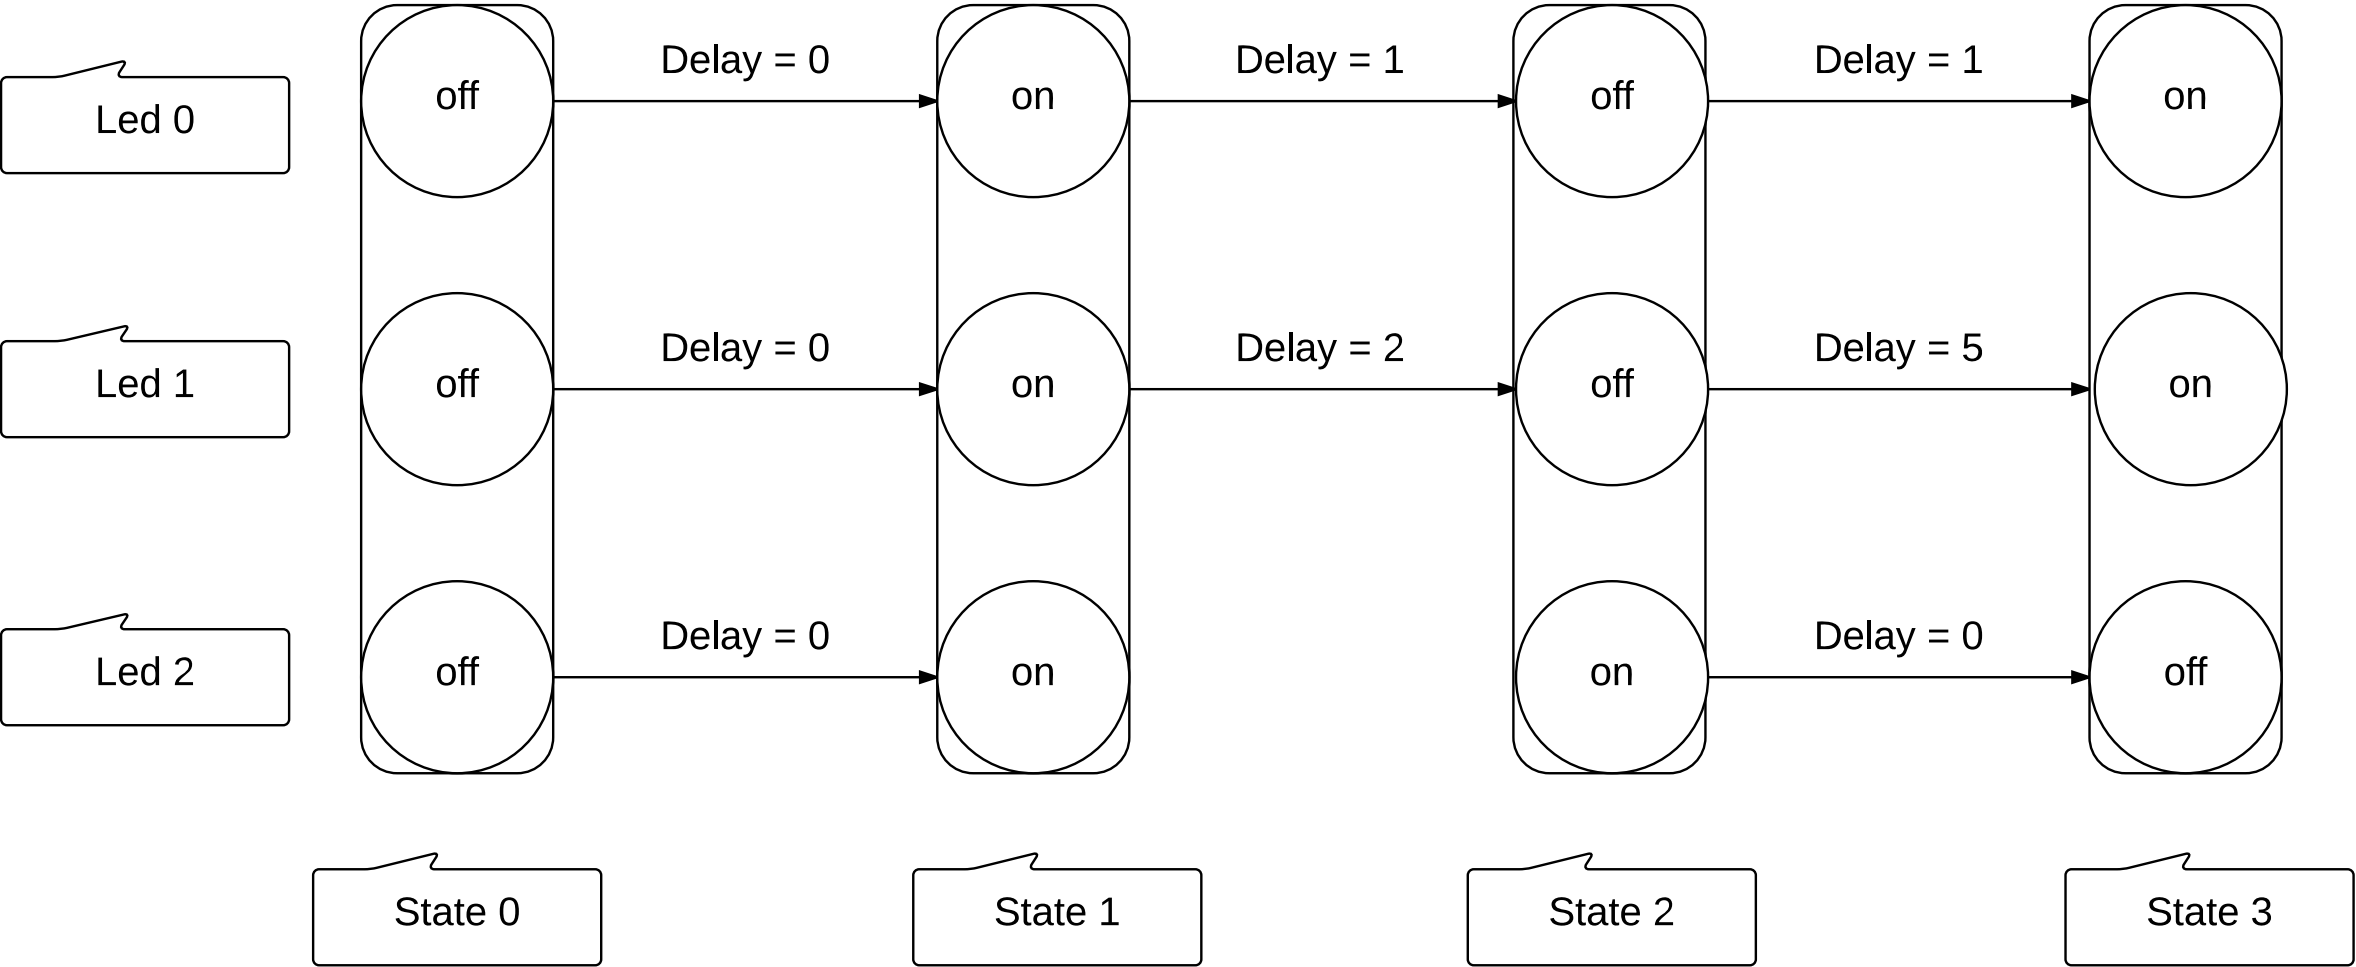 off
Delay = 0
on
Delay = 1
off
Delay = 1
on
Led 0
off
Delay = 0
on
Delay = 2
off
Delay = 5
on
Led 1
off
Delay = 0
on
on
Delay = 0
off
Led 2
State 0
State 1
State 2
State 3